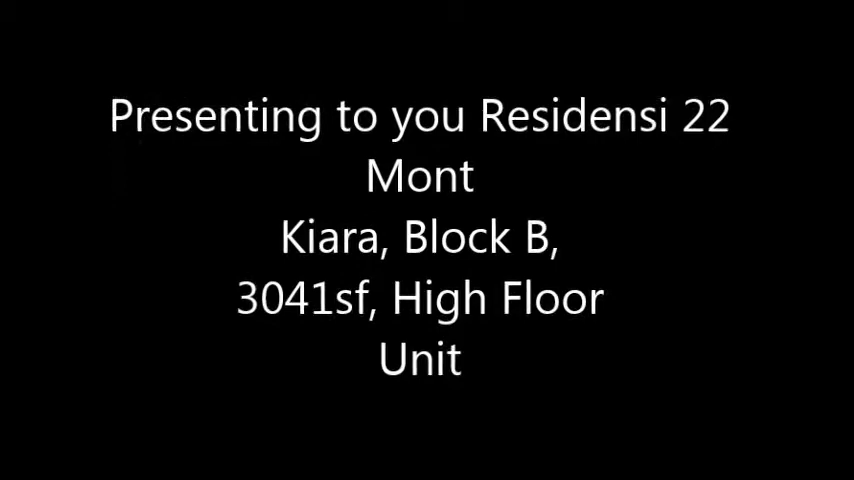 Presenting to you Residensi 22
Mont
Kiara, Block B,
3041sf, High Floor
Unit